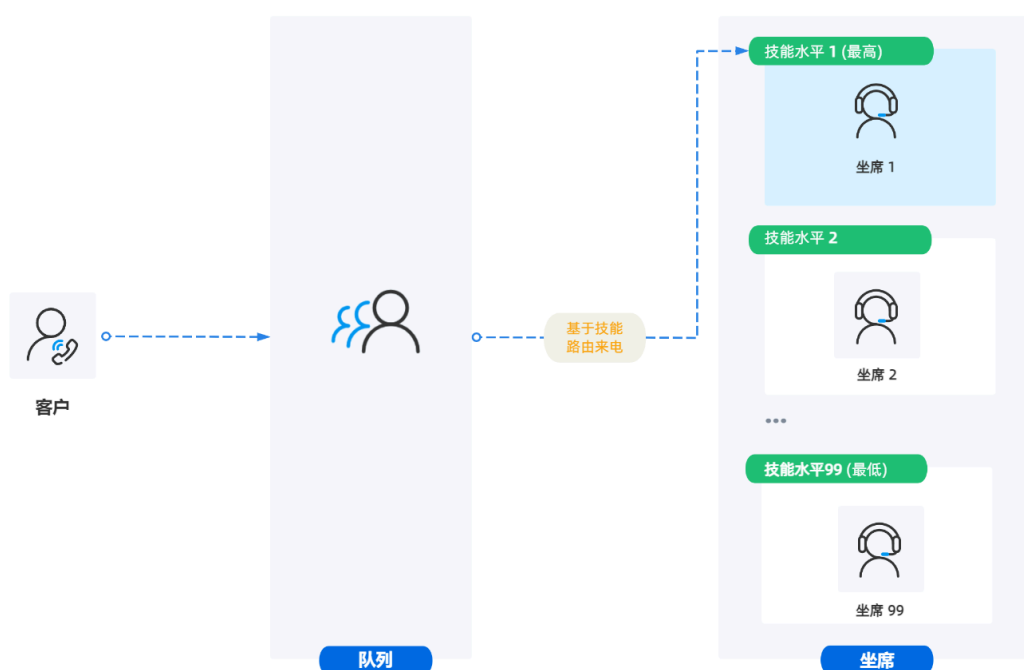 客户
队列
基于技能
路由来电
技能水平 1 (最高)
坐席 1
技能水平 2
坐席 2
•••
技能水平99 (最低)
坐席 99
坐席